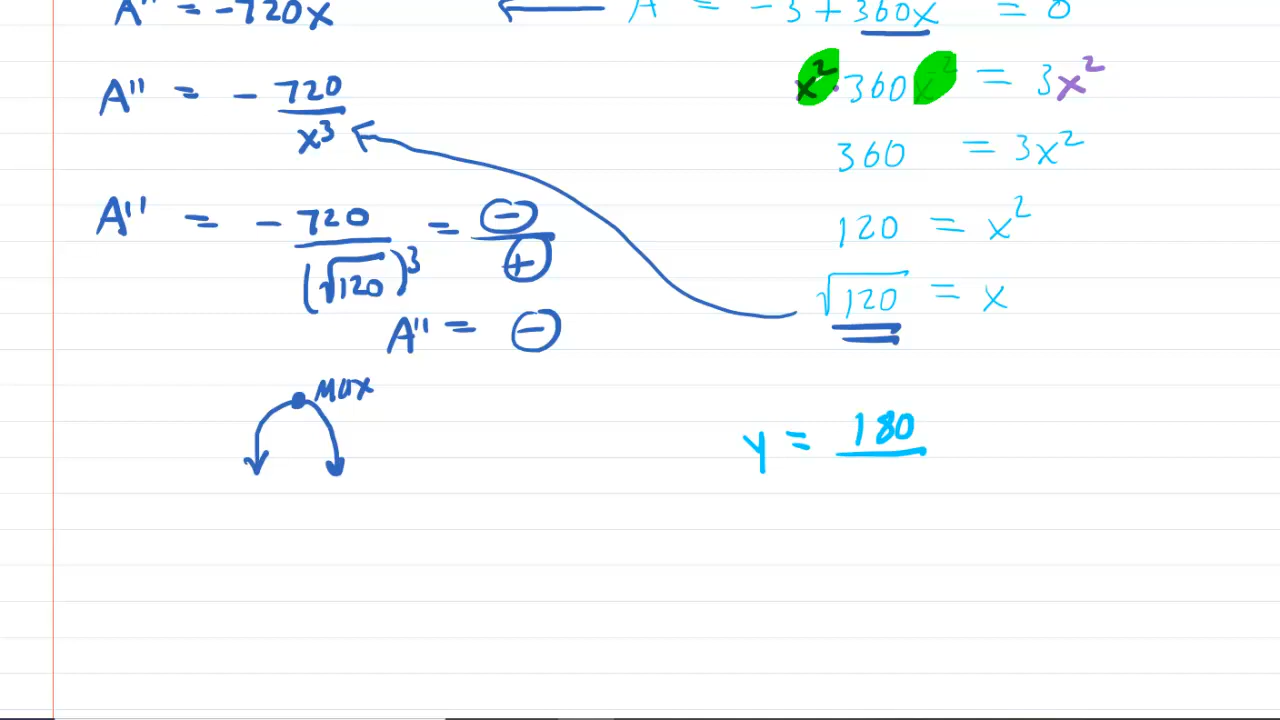 A'' = -720x
A = -3 + 360x = 0
x² · 360x⁻² = 3x²
A'' = - 720 / x³
360 = 3x²
A'' = - 720 / (√120)³ = - / +
120 = x²
A'' = -
√120 = x
Max
y = 180